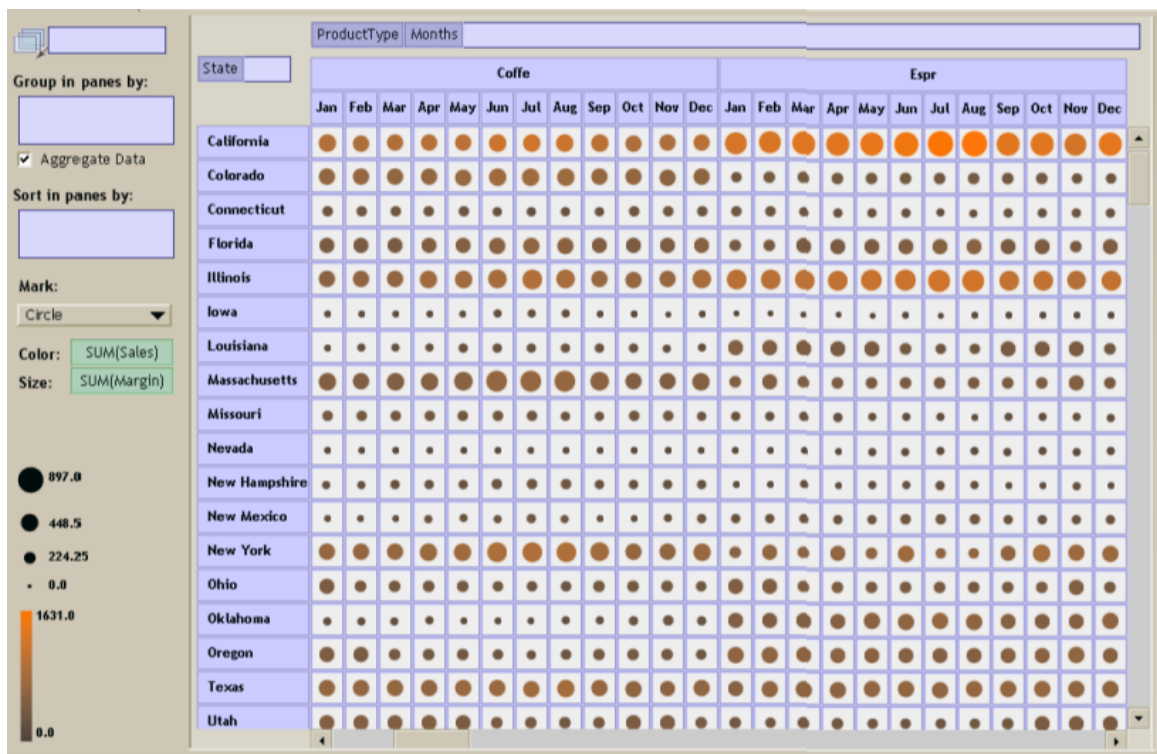 ProductType Months
Group in panes by:
Aggregate Data
Sort in panes by:
Mark:
Circle
Color: SUM(Sales)
Size: SUM(Margin)
897.0
448.5
224.25
0.0
1631.0
0.0
State
Coffe Espr
Jan Feb Mar Apr May Jun Jul Aug Sep Oct Nov Dec Jan Feb Mar Apr May Jun Jul Aug Sep Oct Nov Dec
California
Colorado
Connecticut
Florida
Illinois
Iowa
Louisiana
Massachusetts
Missouri
Nevada
New Hampshire
New Mexico
New York
Ohio
Oklahoma
Oregon
Texas
Utah